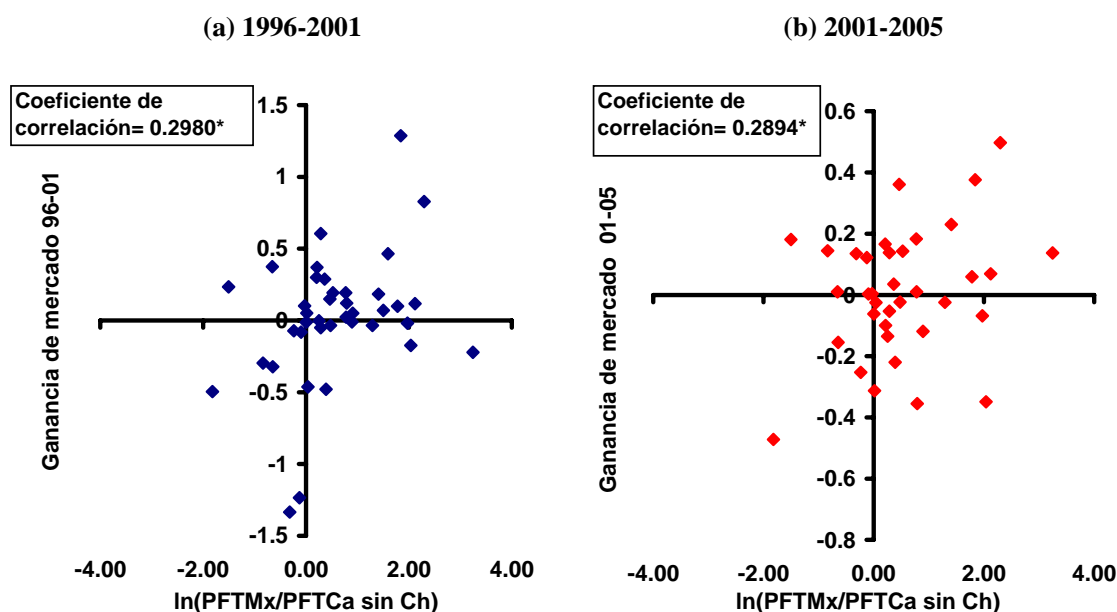 (a) 1996-2001
Coeficiente de
correlación= 0.2980*
Ganancia de mercado 96-01
1.5
1
0.5
0
-0.5
-1
-1.5
-4.00 -2.00 0.00 2.00 4.00
ln(PFTMx/PFTCa sin Ch)
(b) 2001-2005
Coeficiente de
correlación= 0.2894*
Ganancia de mercado 01-05
0.6
0.4
0.2
0
-0.2
-0.4
-0.6
-0.8
-4.00 -2.00 0.00 2.00 4.00
ln(PFTMx/PFTCa sin Ch)